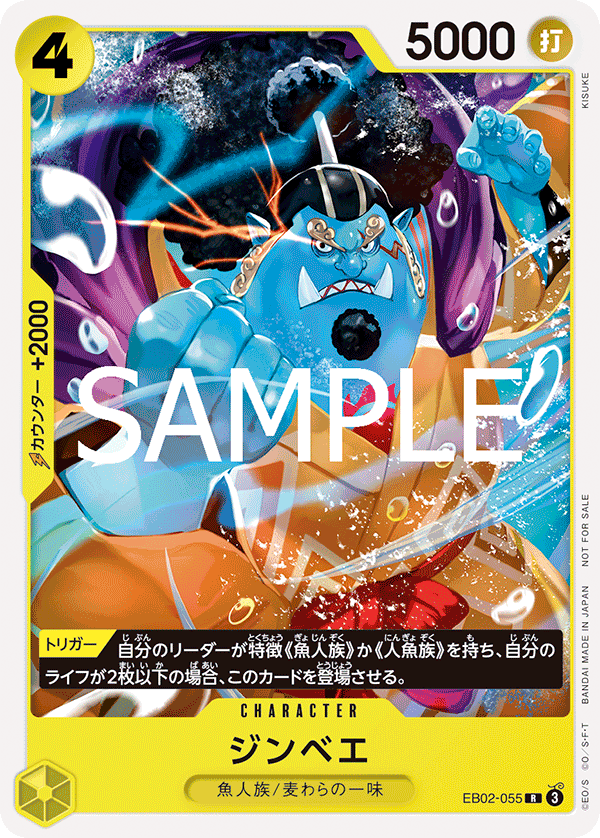 4
5000 打
KISUKE
カウンター +2000
SAMPLE
トリガー 自分のリーダーが特徴《魚人族》か《人魚族》を持ち、自分の
ライフが2枚以下の場合、このカードを登場させる。
CHARACTER
ジンベエ
魚人族/麦わらの一味
EB02-055 R 3
©EO/S ©O/S・F・T BANDAI MADE IN JAPAN NOT FOR SALE